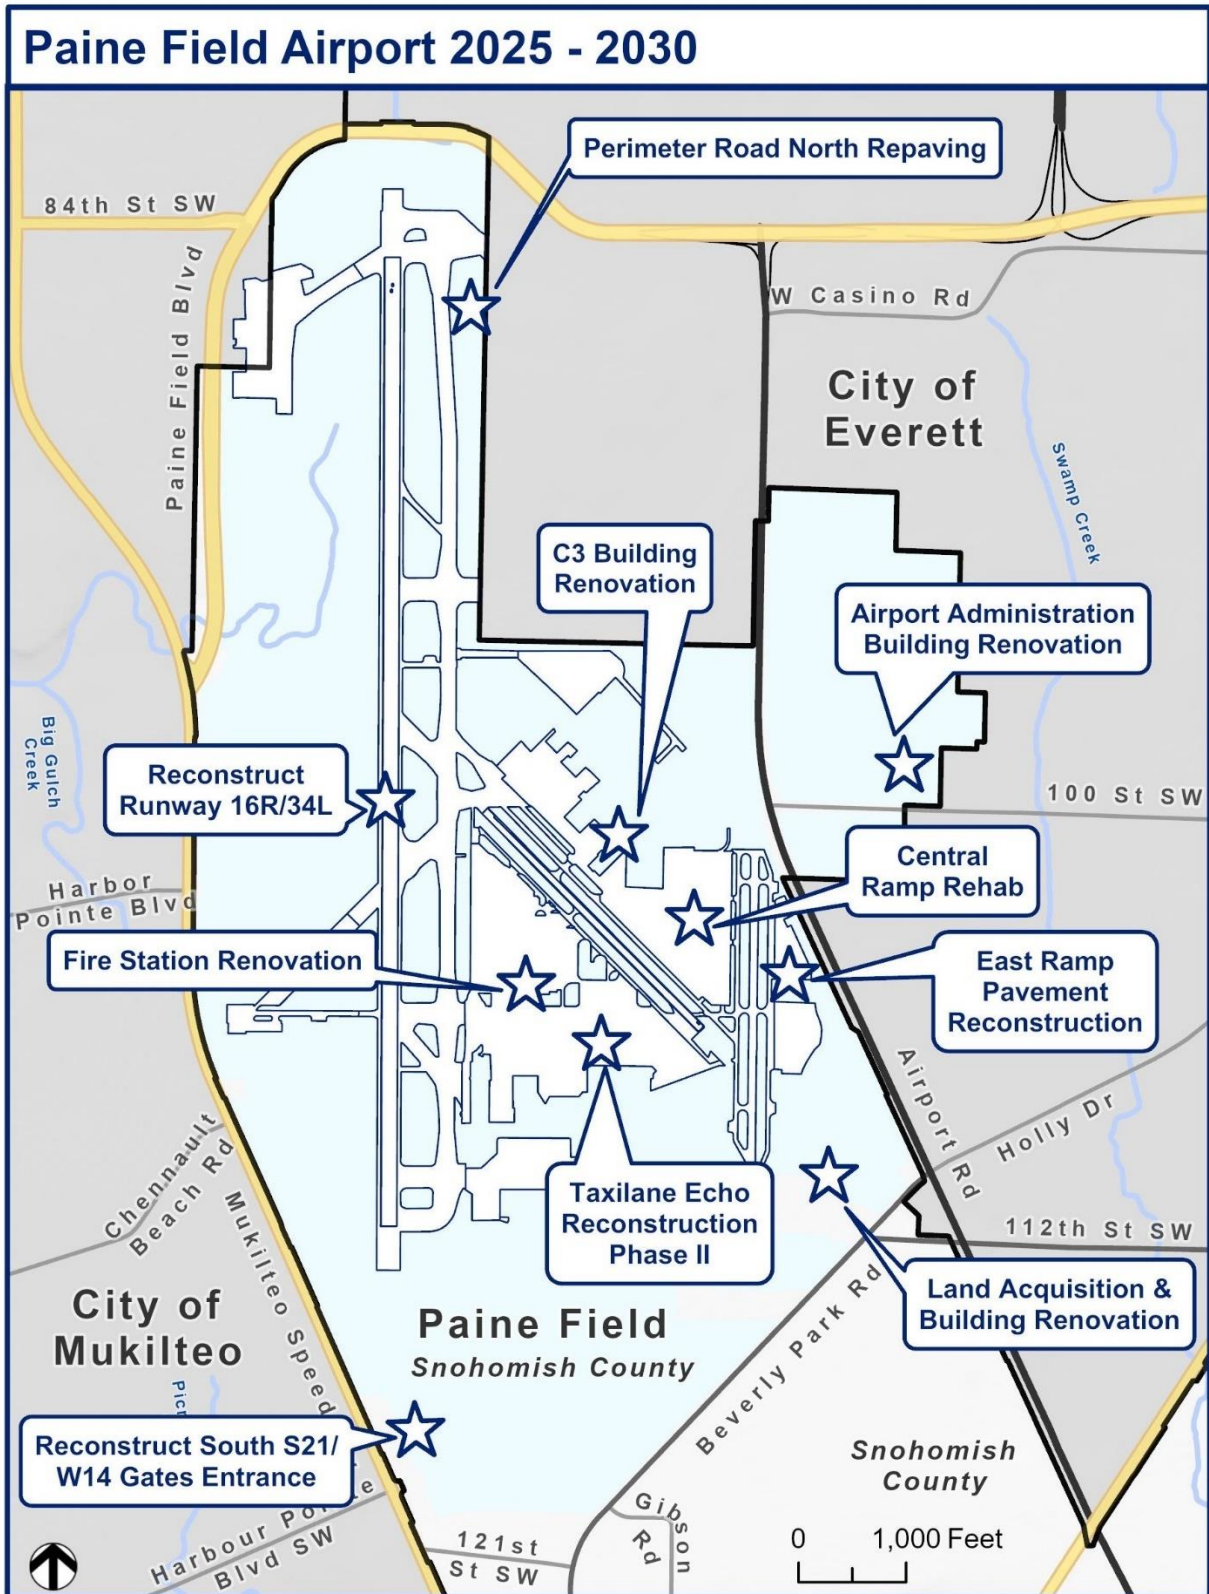 Paine Field Airport 2025 - 2030
Perimeter Road North Repaving
84th St SW
Paine Field Blvd
W Casino Rd
City of
Everett
Swamp Creek
C3 Building
Renovation
Airport Administration
Building Renovation
Big Gulch
Creek
Reconstruct
Runway 16R/34L
100 St SW
Central
Ramp Rehab
Harbor
Pointe Blvd
Fire Station Renovation
East Ramp
Pavement
Reconstruction
Airport Rd
Holly Dr
Chennault
Beach Rd
Mukilteo Speed
Taxilane Echo
Reconstruction
Phase II
112th St SW
Land Acquisition &
Building Renovation
City of
Mukilteo
Paine Field
Snohomish County
Beverly Park Rd
Reconstruct South S21/
W14 Gates Entrance
Snohomish
County
Harbour Pointe
Blvd SW
121st
St SW
Gibson
Rd
0 1,000 Feet